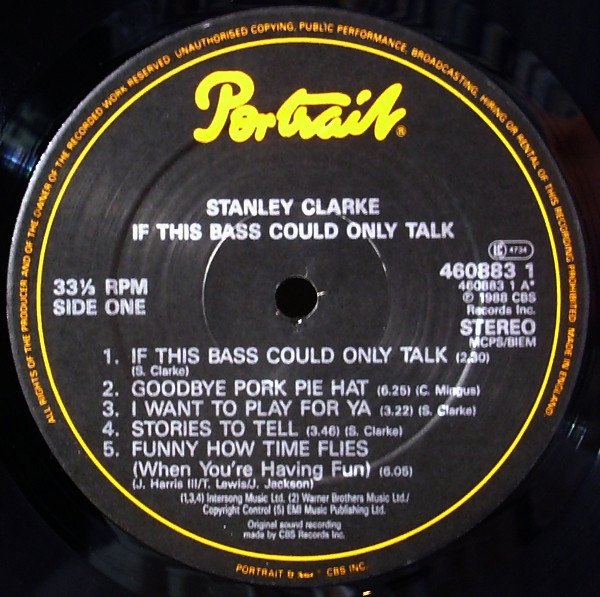 ALL RIGHTS OF THE PRODUCER AND OF THE OWNER OF THE RECORDED WORK RESERVED UNAUTHORISED COPYING, PUBLIC PERFORMANCE, BROADCASTING, HIRING OR RENTAL OF THIS RECORDING PROHIBITED MADE IN ENGLAND.
Portrait®
STANLEY CLARKE
IF THIS BASS COULD ONLY TALK
LC 4734
33⅓ RPM
SIDE ONE
460883 1
460883 1 A*
℗ 1988 CBS
Records Inc.
STEREO
MCPS/BIEM
1. IF THIS BASS COULD ONLY TALK (2.30)
(S. Clarke)
2. GOODBYE PORK PIE HAT (6.25) (C. Mingus)
3. I WANT TO PLAY FOR YA (3.22) (S. Clarke)
4. STORIES TO TELL (3.46) (S. Clarke)
5. FUNNY HOW TIME FLIES
(When You're Having Fun) (6.05)
(J. Harris III/T. Lewis/J. Jackson)
(1,3,4) Intersong Music Ltd. (2) Warner Brothers Music Ltd./
Copyright Control (5) EMI Music Publishing Ltd.
Original sound recording
made by CBS Records Inc.
PORTRAIT & CBS INC.